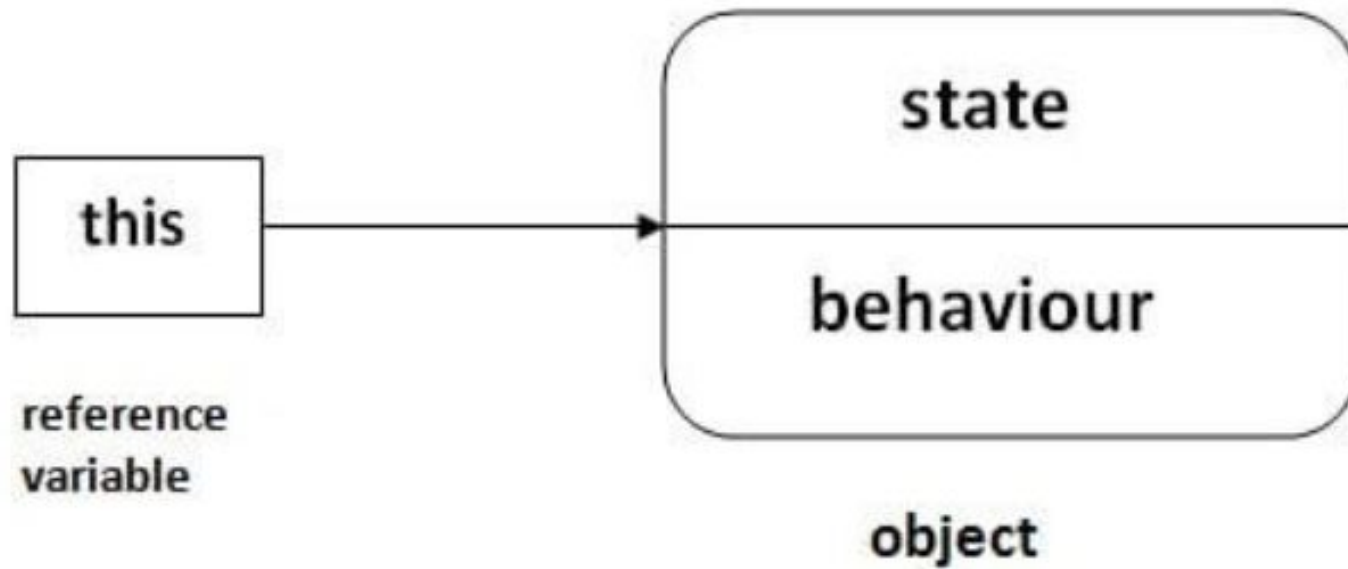 state
this
behaviour
reference
variable
object